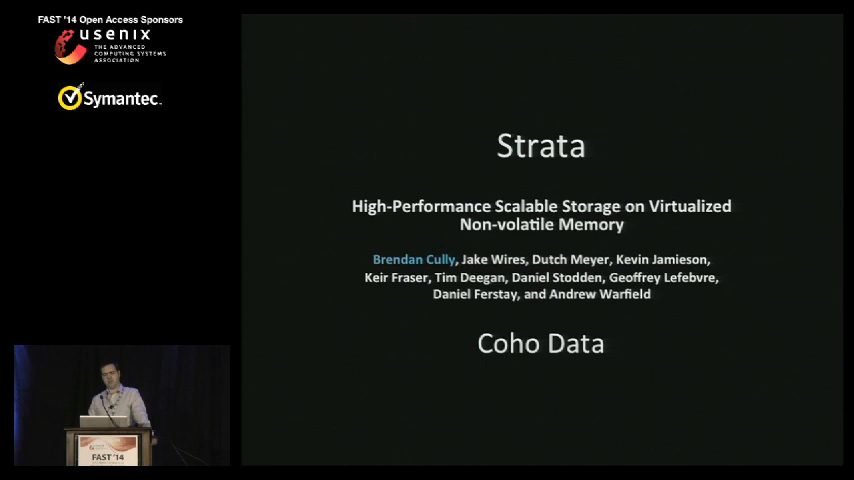 FAST '14 Open Access Sponsors
usenix
THE ADVANCED
COMPUTING SYSTEMS
ASSOCIATION
Symantec.
Strata
High-Performance Scalable Storage on Virtualized
Non-volatile Memory
Brendan Cully, Jake Wires, Dutch Meyer, Kevin Jamieson,
Keir Fraser, Tim Deegan, Daniel Stodden, Geoffrey Lefebvre,
Daniel Ferstay, and Andrew Warfield
Coho Data
FAST '14